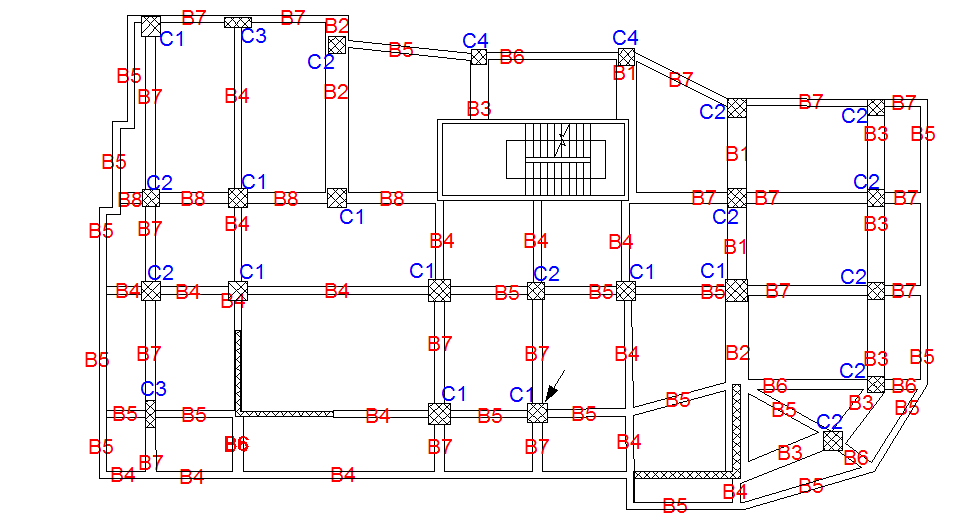 B7 B7 B2
C1 C3 C4 C4
C2 B5 B6
B5 B1 B7
B7 B4 B2 B7 B7
B3 C2 C2
B3 B5
B5 B1
C2 C1 C2
B8 B8 B8 B8 B7 B7 B7
C1 C2
B5 B7 B4 B3
B4 B4 B4 B1
C2 C1 C1 C2 C1 C1 C2
B4 B4 B4 B5 B5 B5 B7 B7
B4
B7
B5 B7 B7 B4 B2 B3 B5
C2
C3 C1 C1 B6 B6
B5 B5 B4 B5 B5 B5 B5 B3 B5
C2
B5 B6 B7 B7 B4 B3
B7 B6
B4 B4 B4 B4 B5
B5